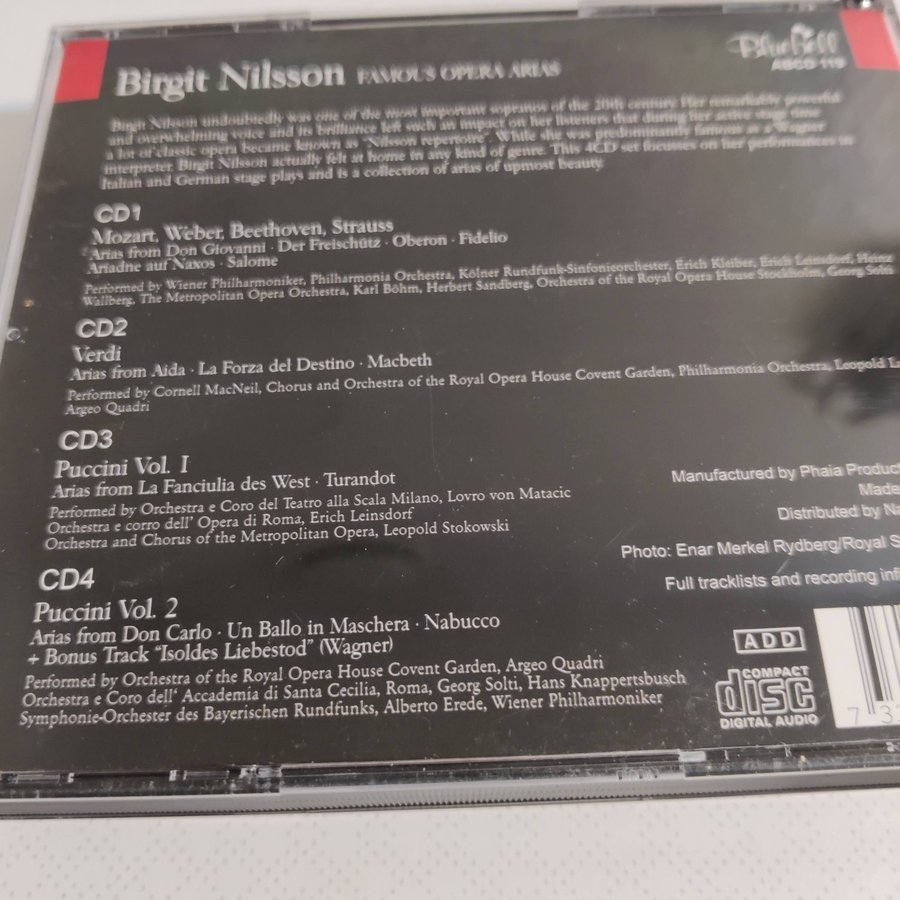 Birgit Nilsson FAMOUS OPERA ARIAS
BlueBell
ABCD 119
Birgit Nilsson undoubtedly was one of the most important sopranos of the 20th century. Her remarkably powerful
and overwhelming voice and its brilliance left such an impact on her listeners that during her active stage time
a lot of classic opera became known as "Nilsson repertoire". While she was predominantly famous as a Wagner
interpreter Birgit Nilsson actually felt at home in any kind of genre. This 4CD set focusses on her performances in
Italian and German stage plays and is a collection of arias of upmost beauty.
CD1
Mozart, Weber, Beethoven, Strauss
Arias from Don Giovanni · Der Freischütz · Oberon · Fidelio
Ariadne auf Naxos · Salome
Performed by Wiener Philharmoniker, Philharmonia Orchestra, Kölner Rundfunk-Sinfonieorchester, Erich Kleiber, Erich Leinsdorf, Heinz
Wallberg, The Metropolitan Opera Orchestra, Karl Böhm, Herbert Sandberg, Orchestra of the Royal Opera House Stockholm, Georg Solti
CD2
Verdi
Arias from Aida · La Forza del Destino · Macbeth
Performed by Cornell MacNeil, Chorus and Orchestra of the Royal Opera House Covent Garden, Philharmonia Orchestra, Leopold
Argeo Quadri
CD3
Puccini Vol. I
Arias from La Fanciulia des West · Turandot
Performed by Orchestra e Coro del Teatro alla Scala Milano, Lovro von Matacic
Orchestra e corro dell' Opera di Roma, Erich Leinsdorf
Orchestra and Chorus of the Metropolitan Opera, Leopold Stokowski
Manufactured by Phaia Product
Made
Distributed by Na
Photo: Enar Merkel Rydberg/Royal S
Full tracklists and recording inf
CD4
Puccini Vol. 2
Arias from Don Carlo · Un Ballo in Maschera · Nabucco
+ Bonus Track "Isoldes Liebestod" (Wagner)
Performed by Orchestra of the Royal Opera House Covent Garden, Argeo Quadri
Orchestra e Coro dell' Accademia di Santa Cecilia, Roma, Georg Solti, Hans Knappertsbusch
Symphonie-Orchester des Bayerischen Rundfunks, Alberto Erede, Wiener Philharmoniker
ADD
COMPACT
disc
DIGITAL AUDIO